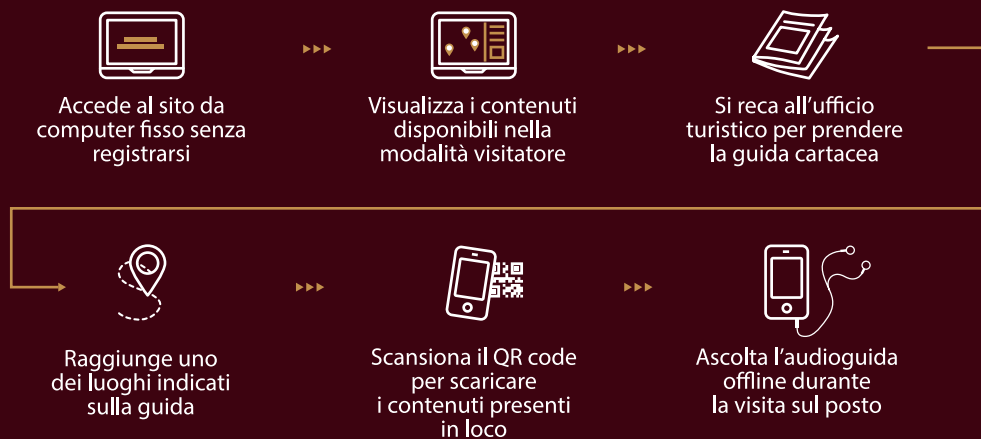 Accede al sito da
computer fisso senza
registrarsi
Visualizza i contenuti
disponibili nella
modalità visitatore
Si reca all'ufficio
turistico per prendere
la guida cartacea
Raggiunge uno
dei luoghi indicati
sulla guida
Scansiona il QR code
per scaricare
i contenuti presenti
in loco
Ascolta l'audioguida
offline durante
la visita sul posto